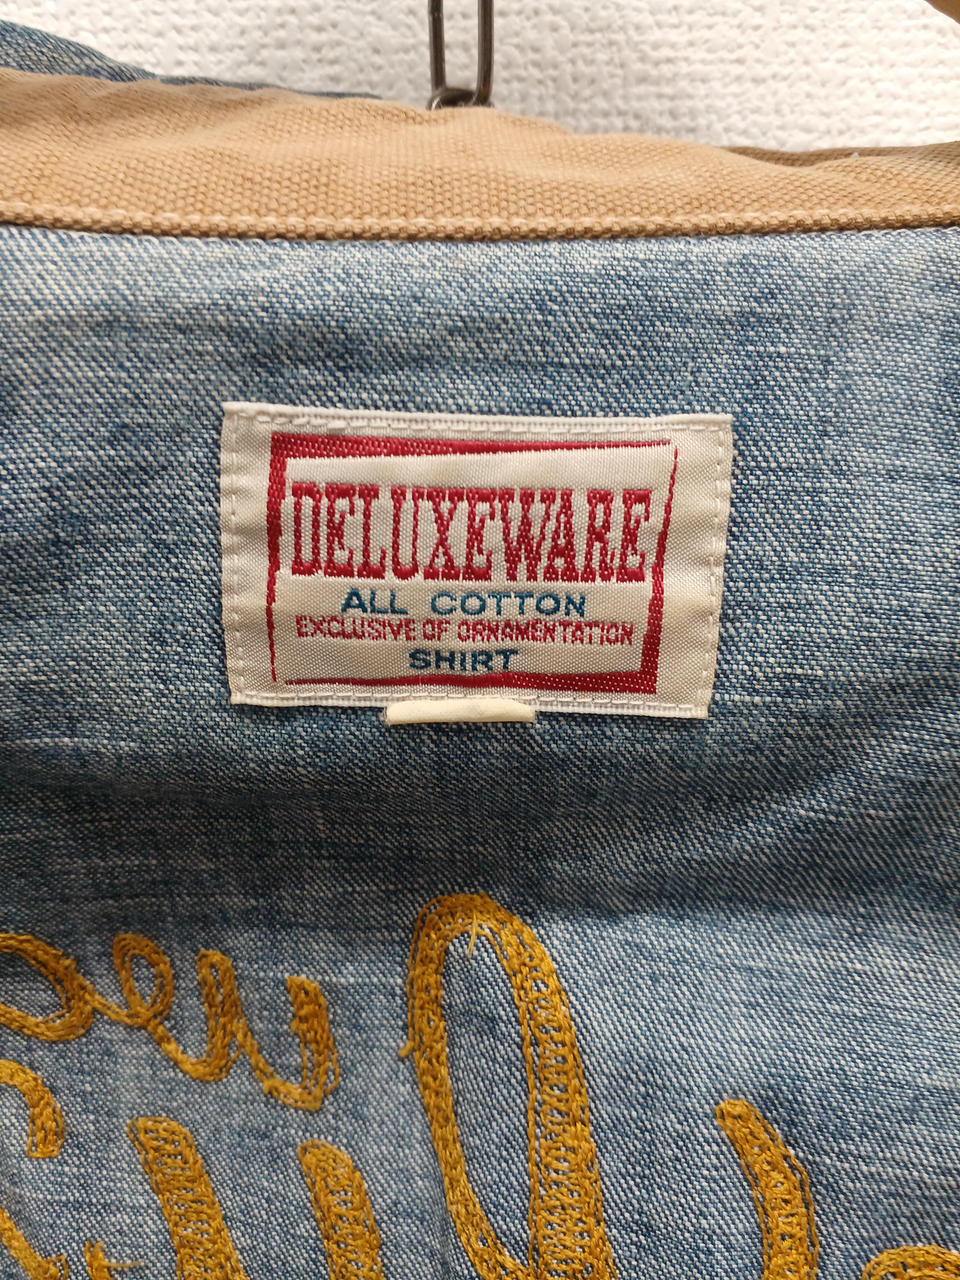 DELUXEWARE
ALL COTTON
EXCLUSIVE OF ORNAMENTATION
SHIRT